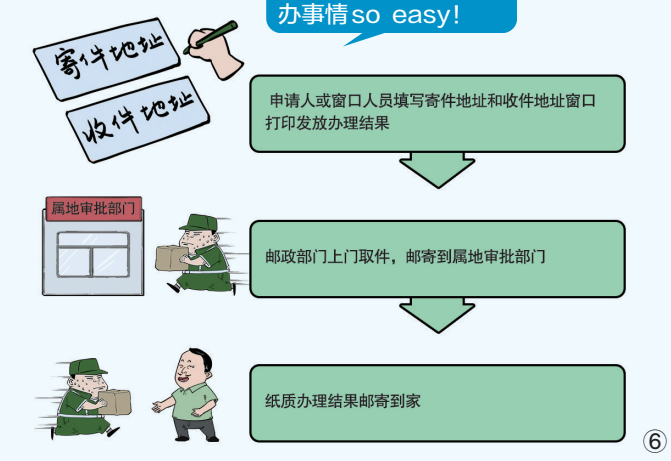 办事情so easy!
寄件地址
收件地址
申请人或窗口人员填写寄件地址和收件地址窗口
打印发放办理结果
属地审批部门
邮政部门上门取件，邮寄到属地审批部门
纸质办理结果邮寄到家
⑥